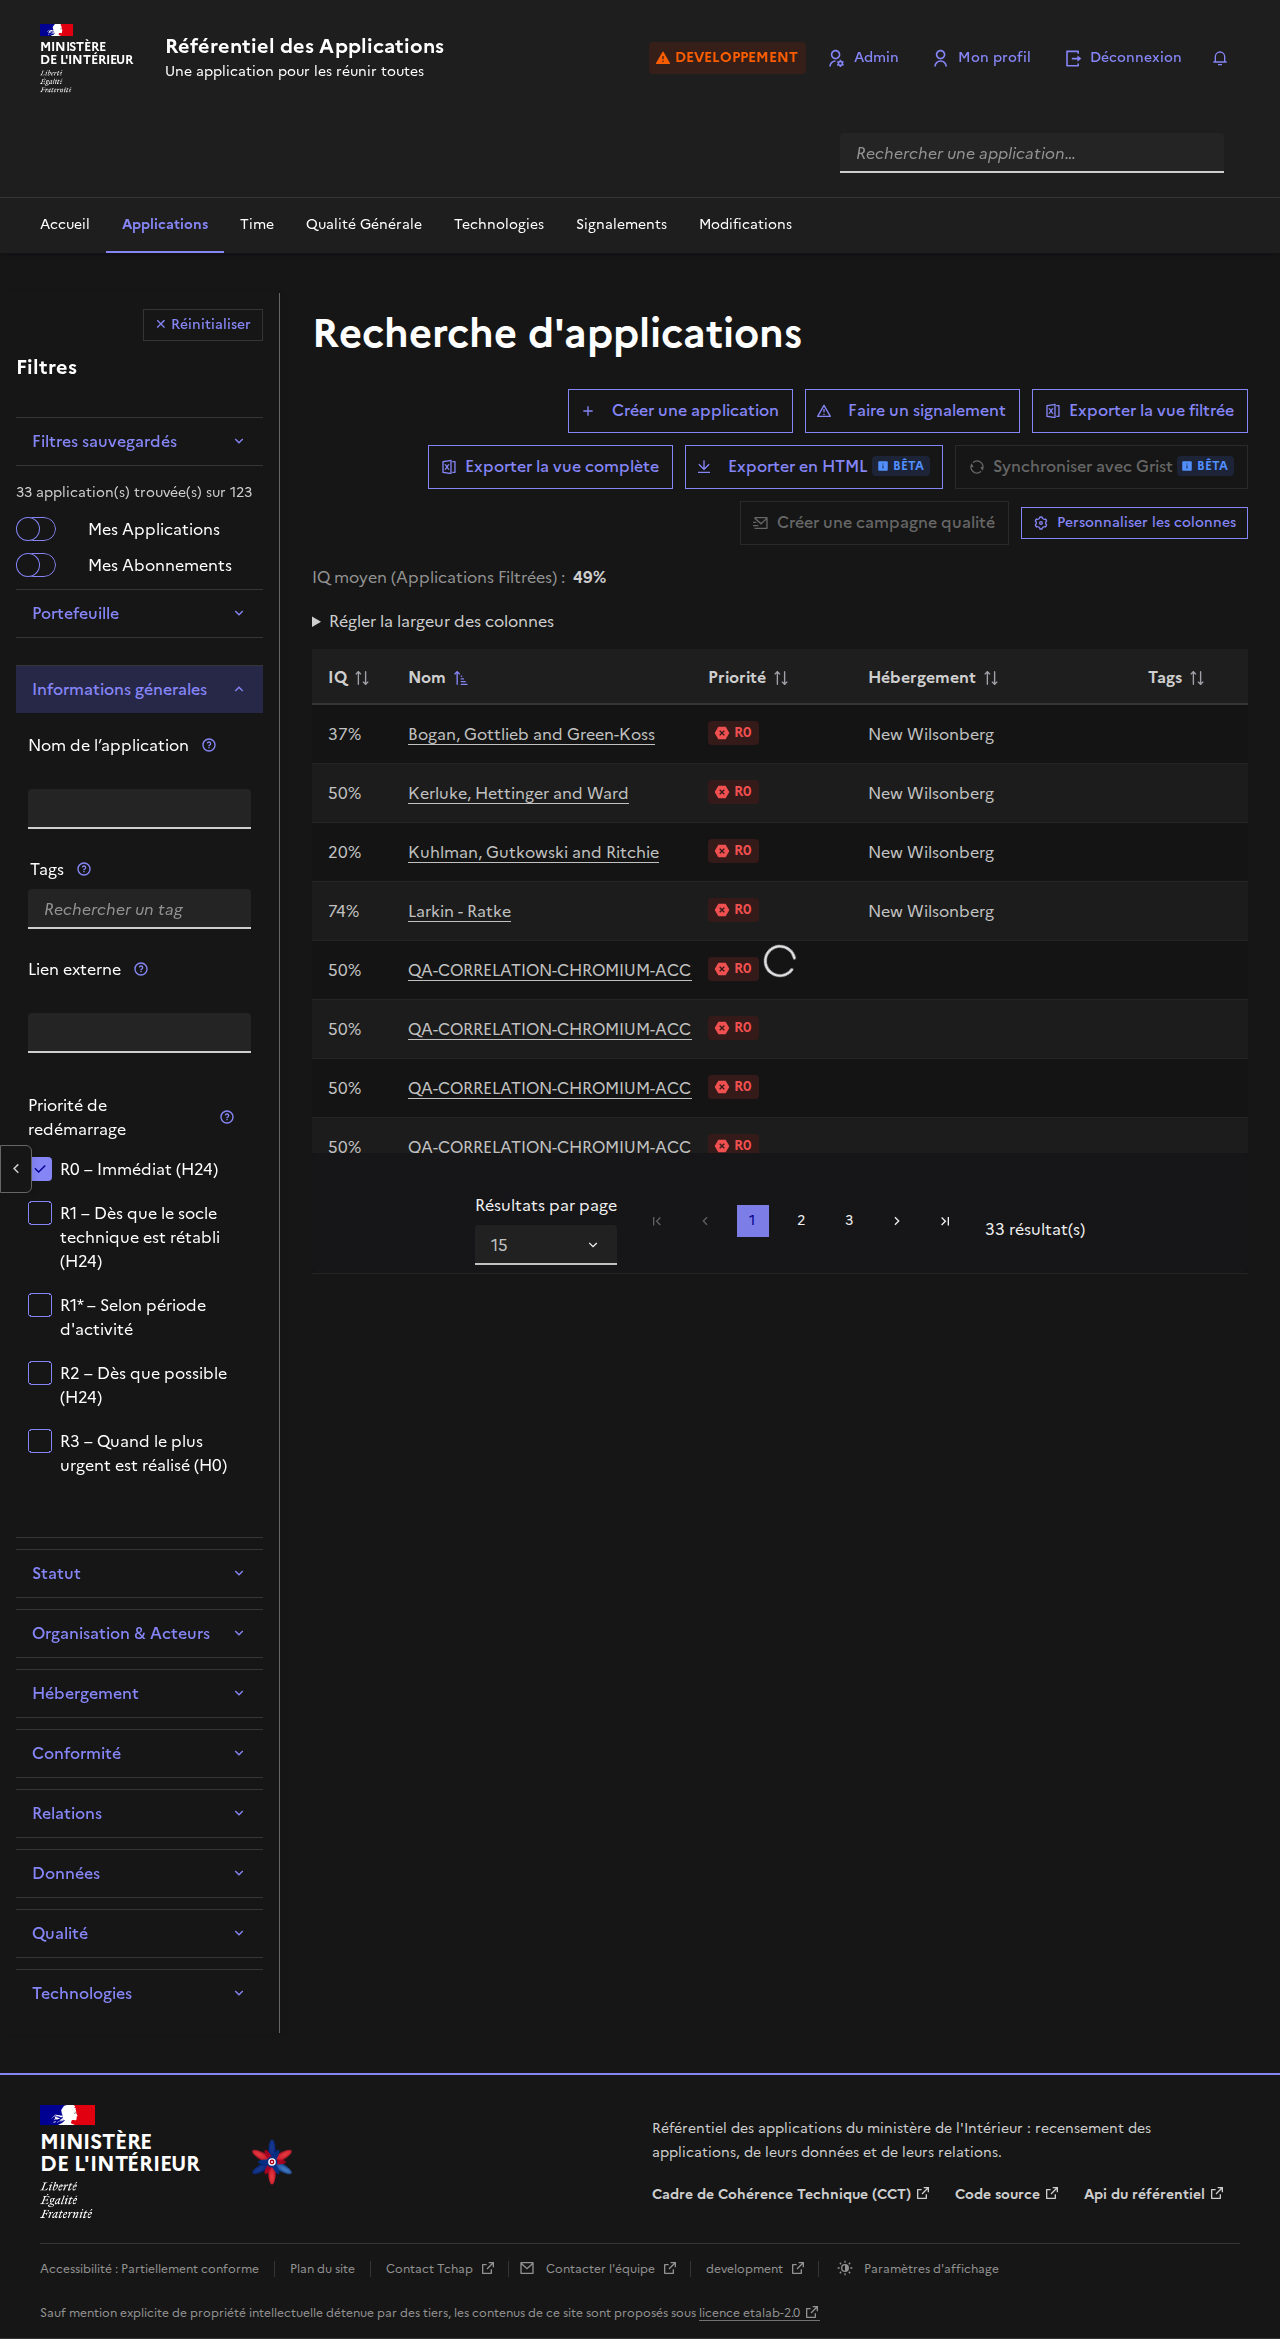 MINISTÈRE
DE L'INTÉRIEUR
Liberté
Égalité
Fraternité
Référentiel des Applications
Une application pour les réunir toutes
DEVELOPPEMENT
Admin
Mon profil
Déconnexion
Rechercher une application…
Accueil
Applications
Time
Qualité Générale
Technologies
Signalements
Modifications
Réinitialiser
Filtres
Filtres sauvegardés
33 application(s) trouvée(s) sur 123
Mes Applications
Mes Abonnements
Portefeuille
Informations génerales
Nom de l’application
Tags
Rechercher un tag
Lien externe
Priorité de
redémarrage
R0 – Immédiat (H24)
R1 – Dès que le socle
technique est rétabli
(H24)
R1* – Selon période
d'activité
R2 – Dès que possible
(H24)
R3 – Quand le plus
urgent est réalisé (H0)
Statut
Organisation & Acteurs
Hébergement
Conformité
Relations
Données
Qualité
Technologies
Recherche d'applications
Créer une application
Faire un signalement
Exporter la vue filtrée
Exporter la vue complète
Exporter en HTML BÊTA
Synchroniser avec Grist BÊTA
Créer une campagne qualité
Personnaliser les colonnes
IQ moyen (Applications Filtrées) : 49%
Régler la largeur des colonnes
IQ Nom Priorité Hébergement Tags
37% Bogan, Gottlieb and Green-Koss R0 New Wilsonberg
50% Kerluke, Hettinger and Ward R0 New Wilsonberg
20% Kuhlman, Gutkowski and Ritchie R0 New Wilsonberg
74% Larkin - Ratke R0 New Wilsonberg
50% QA-CORRELATION-CHROMIUM-ACC R0
50% QA-CORRELATION-CHROMIUM-ACC R0
50% QA-CORRELATION-CHROMIUM-ACC R0
50% QA-CORRELATION-CHROMIUM-ACC R0
Résultats par page
15
1 2 3
33 résultat(s)
MINISTÈRE
DE L'INTÉRIEUR
Liberté
Égalité
Fraternité
Référentiel des applications du ministère de l'Intérieur : recensement des
applications, de leurs données et de leurs relations.
Cadre de Cohérence Technique (CCT)
Code source
Api du référentiel
Accessibilité : Partiellement conforme
Plan du site
Contact Tchap
Contacter l'équipe
development
Paramètres d'affichage
Sauf mention explicite de propriété intellectuelle détenue par des tiers, les contenus de ce site sont proposés sous licence etalab-2.0